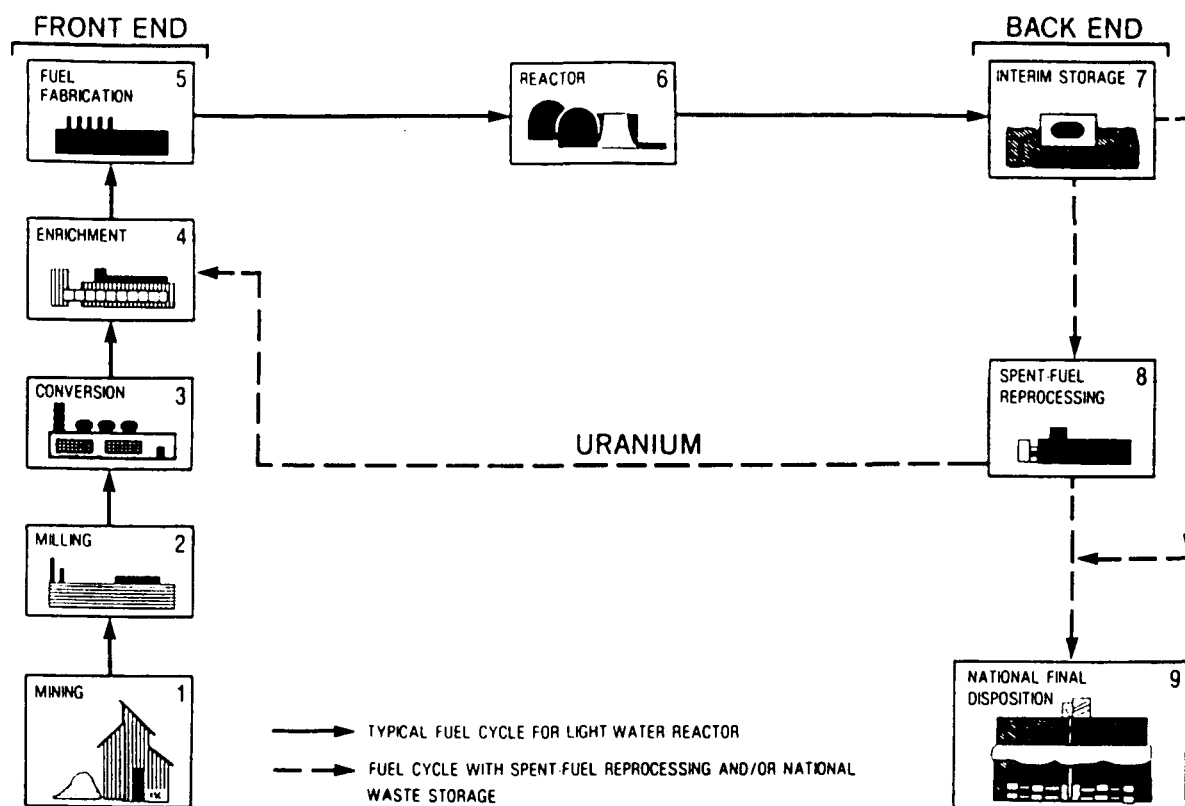 FRONT END
BACK END
FUEL
FABRICATION
5
REACTOR
6
INTERIM STORAGE 7
ENRICHMENT
4
CONVERSION
3
SPENT-FUEL
REPROCESSING
8
URANIUM
MILLING
2
MINING
1
NATIONAL FINAL
DISPOSITION
9
TYPICAL FUEL CYCLE FOR LIGHT WATER REACTOR
FUEL CYCLE WITH SPENT-FUEL REPROCESSING AND/OR NATIONAL
WASTE STORAGE